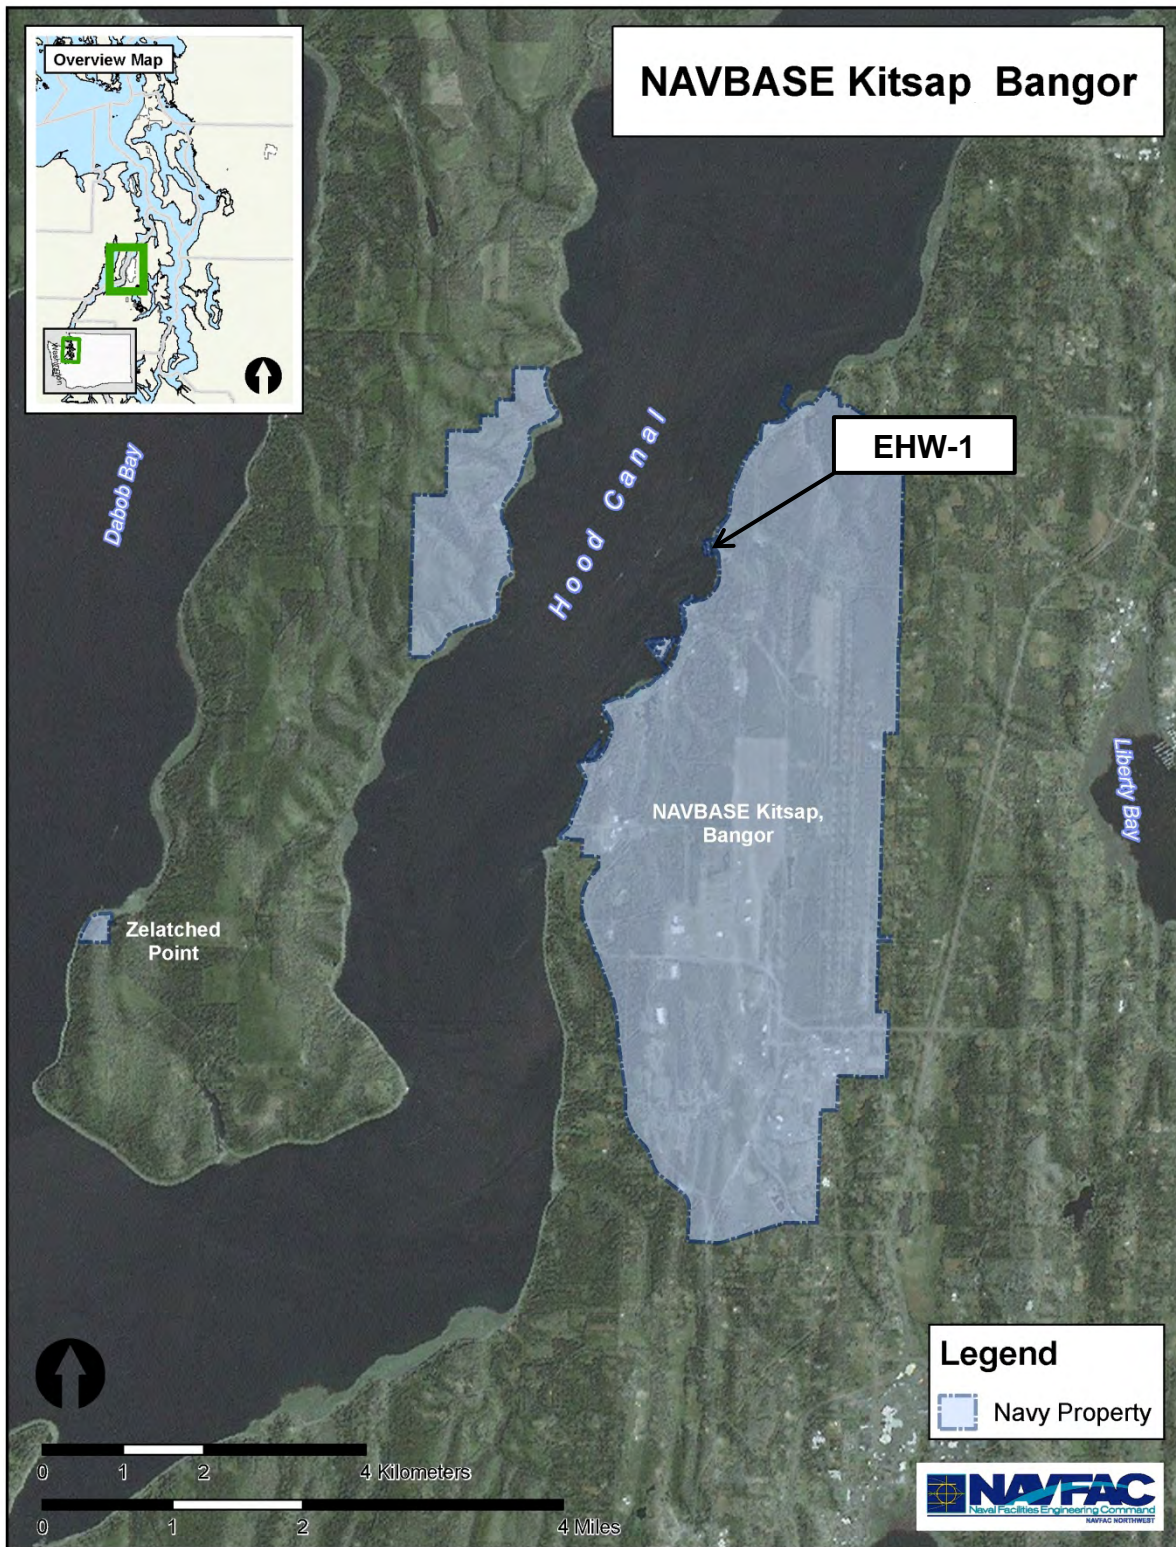 Overview Map
Washington
NAVBASE Kitsap  Bangor
EHW-1
Dabob Bay
Hood Canal
Liberty Bay
NAVBASE Kitsap,
Bangor
Zelatched
Point
Legend
Navy Property
0 1 2 4 Kilometers
0 1 2 4 Miles
NAVFAC
Naval Facilities Engineering Command
NAVFAC NORTHWEST